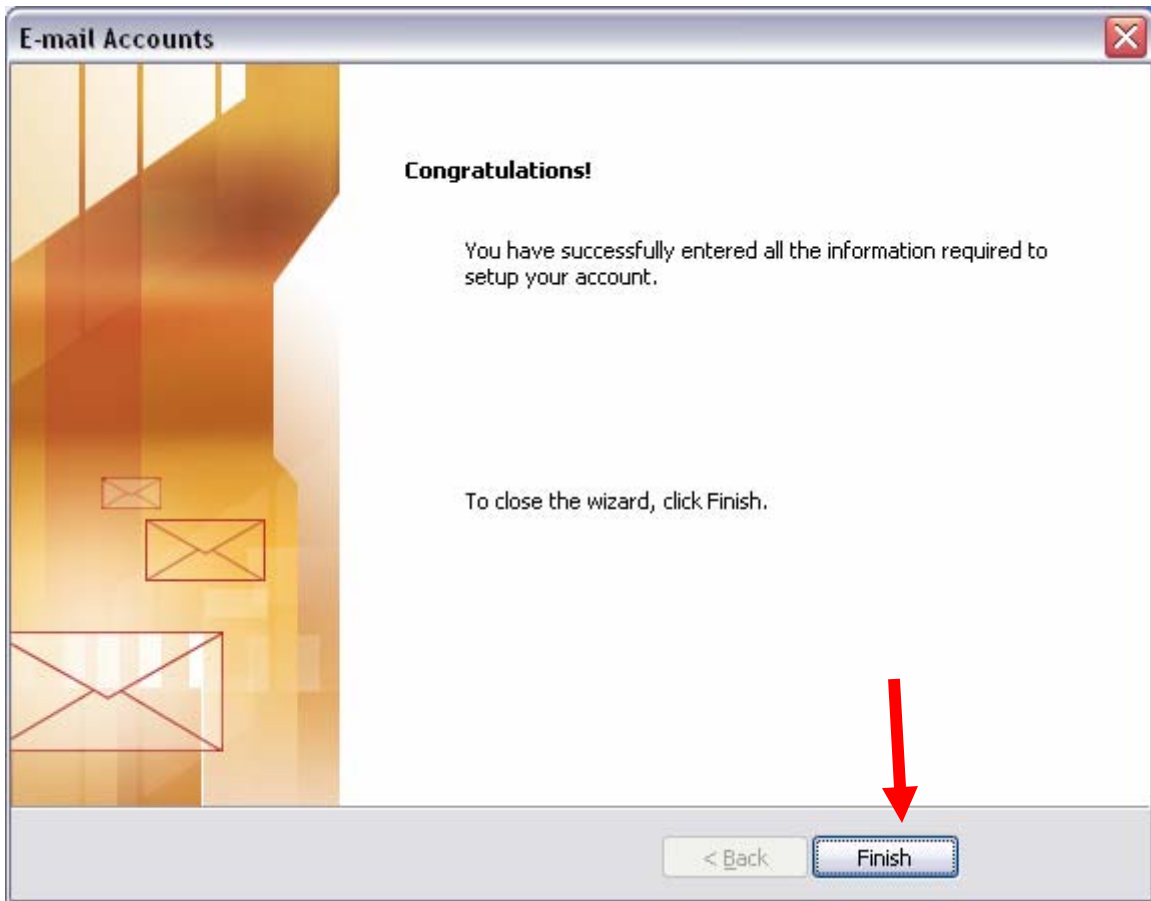 E-mail Accounts
Congratulations!
You have successfully entered all the information required to
setup your account.
To close the wizard, click Finish.
< Back
Finish